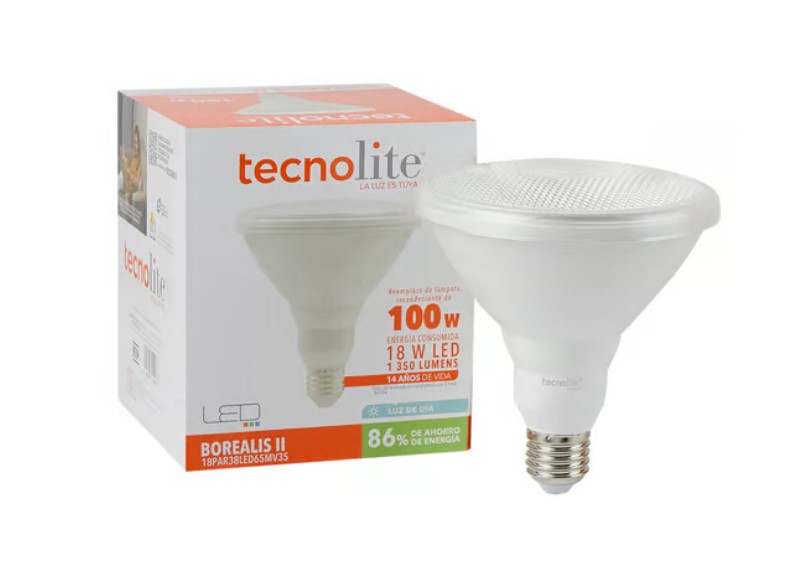 tecnolite®
LA LUZ ES TUYA
Reemplazo de lámpara
incandescente de
100 W
ENERGÍA CONSUMIDA
18 W LED
1 350 LUMENS
14 AÑOS DE VIDA
LUZ DE DÍA
86% DE AHORRO
DE ENERGÍA
LED
BOREALIS II
18PAR38LED65MV35
tecnolite
tecnolite
tecnolite